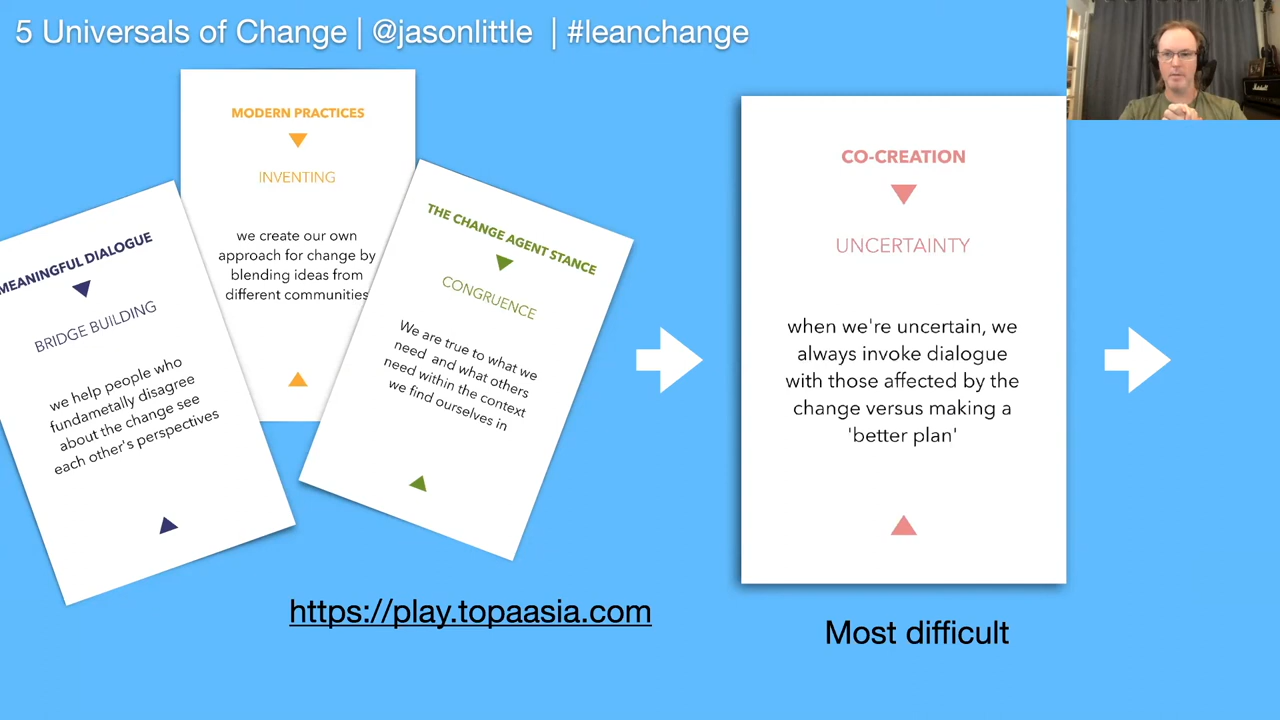 5 Universals of Change | @jasonlittle | #leanchange
MEANINGFUL DIALOGUE
BRIDGE BUILDING
we help people who
fundametally disagree
about the change see
each other's perspectives
MODERN PRACTICES
INVENTING
we create our own
approach for change by
blending ideas from
different communities
THE CHANGE AGENT STANCE
CONGRUENCE
We are true to what we
need and what others
need within the context
we find ourselves in
https://play.topaasia.com
CO-CREATION
UNCERTAINTY
when we're uncertain, we
always invoke dialogue
with those affected by the
change versus making a
'better plan'
Most difficult
Marshall